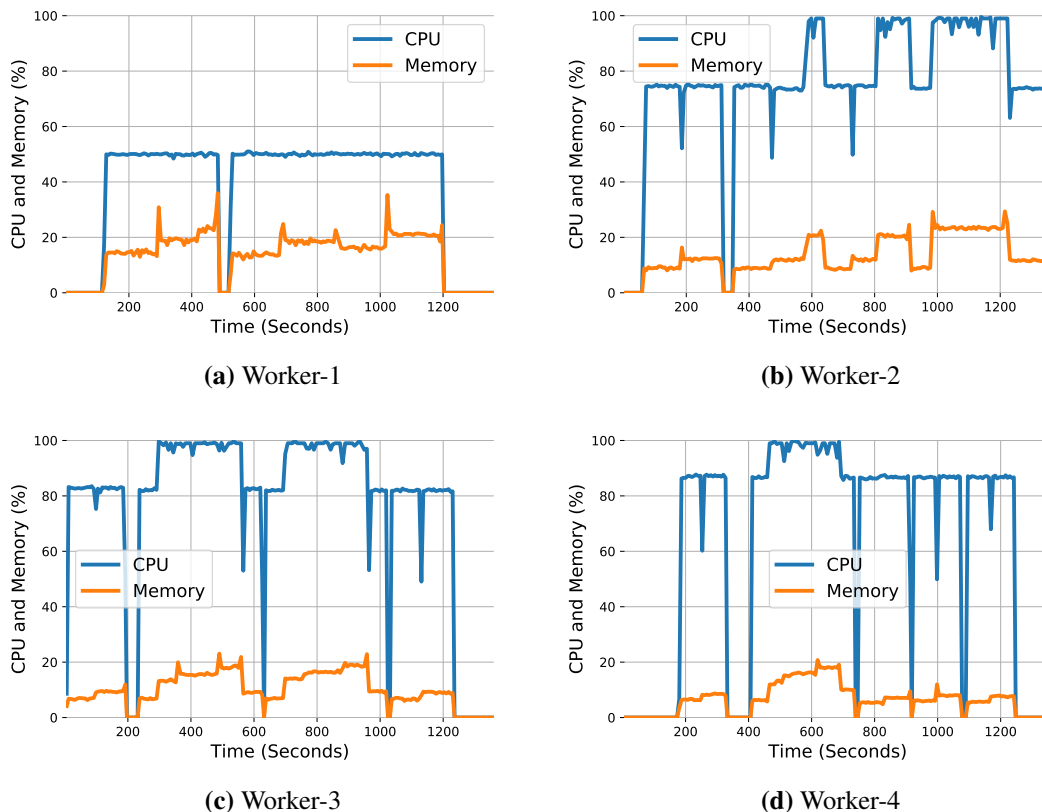 100
80
60
40
20
0
CPU and Memory (%)
CPU
Memory
200 400 600 800 1000 1200
Time (Seconds)
(a) Worker-1
100
80
60
40
20
0
CPU and Memory (%)
CPU
Memory
200 400 600 800 1000 1200
Time (Seconds)
(b) Worker-2
100
80
60
40
20
0
CPU and Memory (%)
CPU
Memory
200 400 600 800 1000 1200
Time (Seconds)
(c) Worker-3
100
80
60
40
20
0
CPU and Memory (%)
CPU
Memory
200 400 600 800 1000 1200
Time (Seconds)
(d) Worker-4